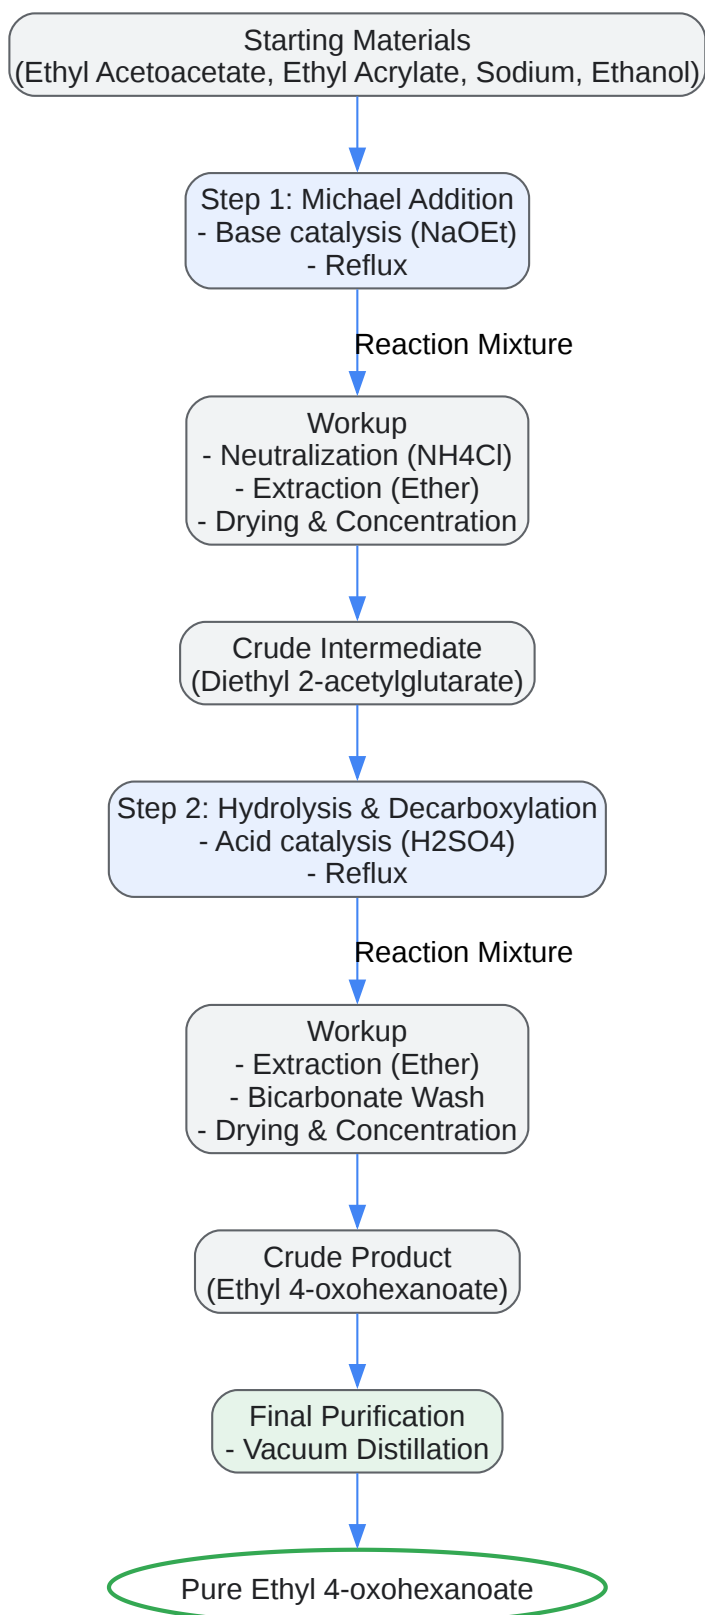 Starting Materials
(Ethyl Acetoacetate, Ethyl Acrylate, Sodium, Ethanol)
Step 1: Michael Addition
- Base catalysis (NaOEt)
- Reflux
Reaction Mixture
Workup
- Neutralization (NH4Cl)
- Extraction (Ether)
- Drying & Concentration
Crude Intermediate
(Diethyl 2-acetylglutarate)
Step 2: Hydrolysis & Decarboxylation
- Acid catalysis (H2SO4)
- Reflux
Reaction Mixture
Workup
- Extraction (Ether)
- Bicarbonate Wash
- Drying & Concentration
Crude Product
(Ethyl 4-oxohexanoate)
Final Purification
- Vacuum Distillation
Pure Ethyl 4-oxohexanoate